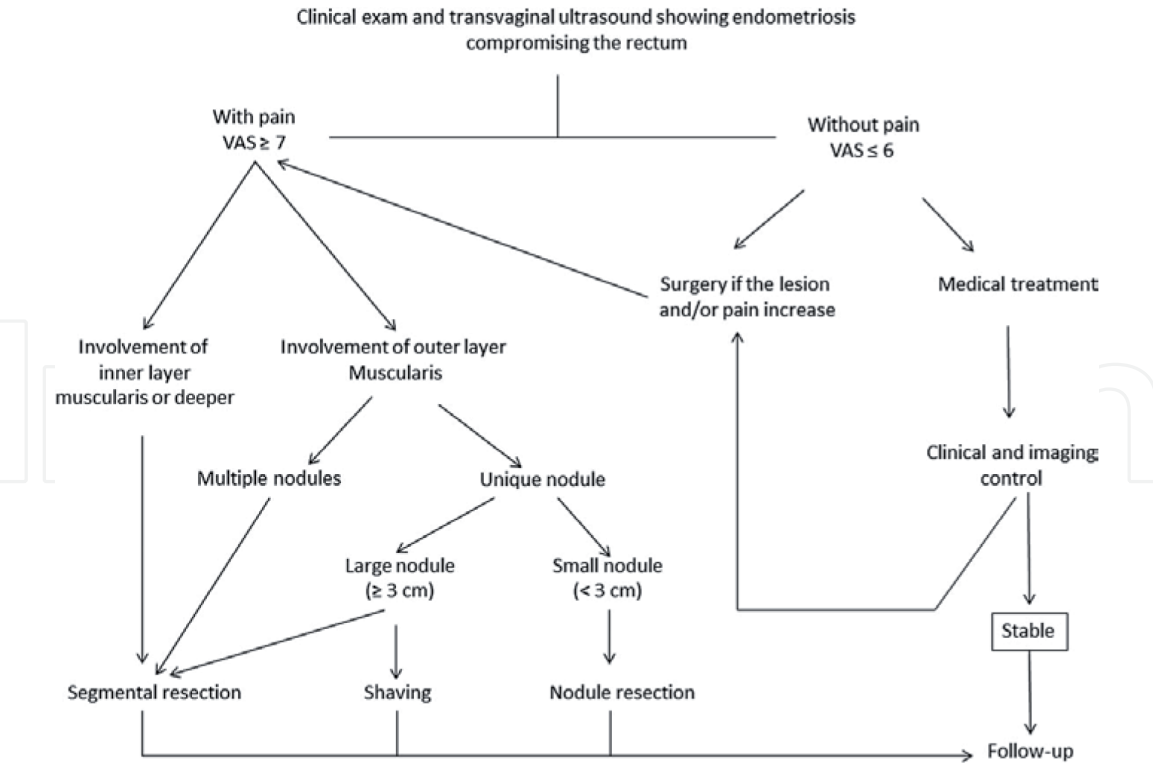 Clinical exam and transvaginal ultrasound showing endometriosis
compromising the rectum
With pain
VAS ≥ 7
Without pain
VAS ≤ 6
Surgery if the lesion
and/or pain increase
Medical treatment
Involvement of
inner layer
muscularis or deeper
Involvement of outer layer
Muscularis
Clinical and imaging
control
Multiple nodules
Unique nodule
Large nodule
(≥ 3 cm)
Small nodule
(< 3 cm)
Stable
Segmental resection
Shaving
Nodule resection
Follow-up